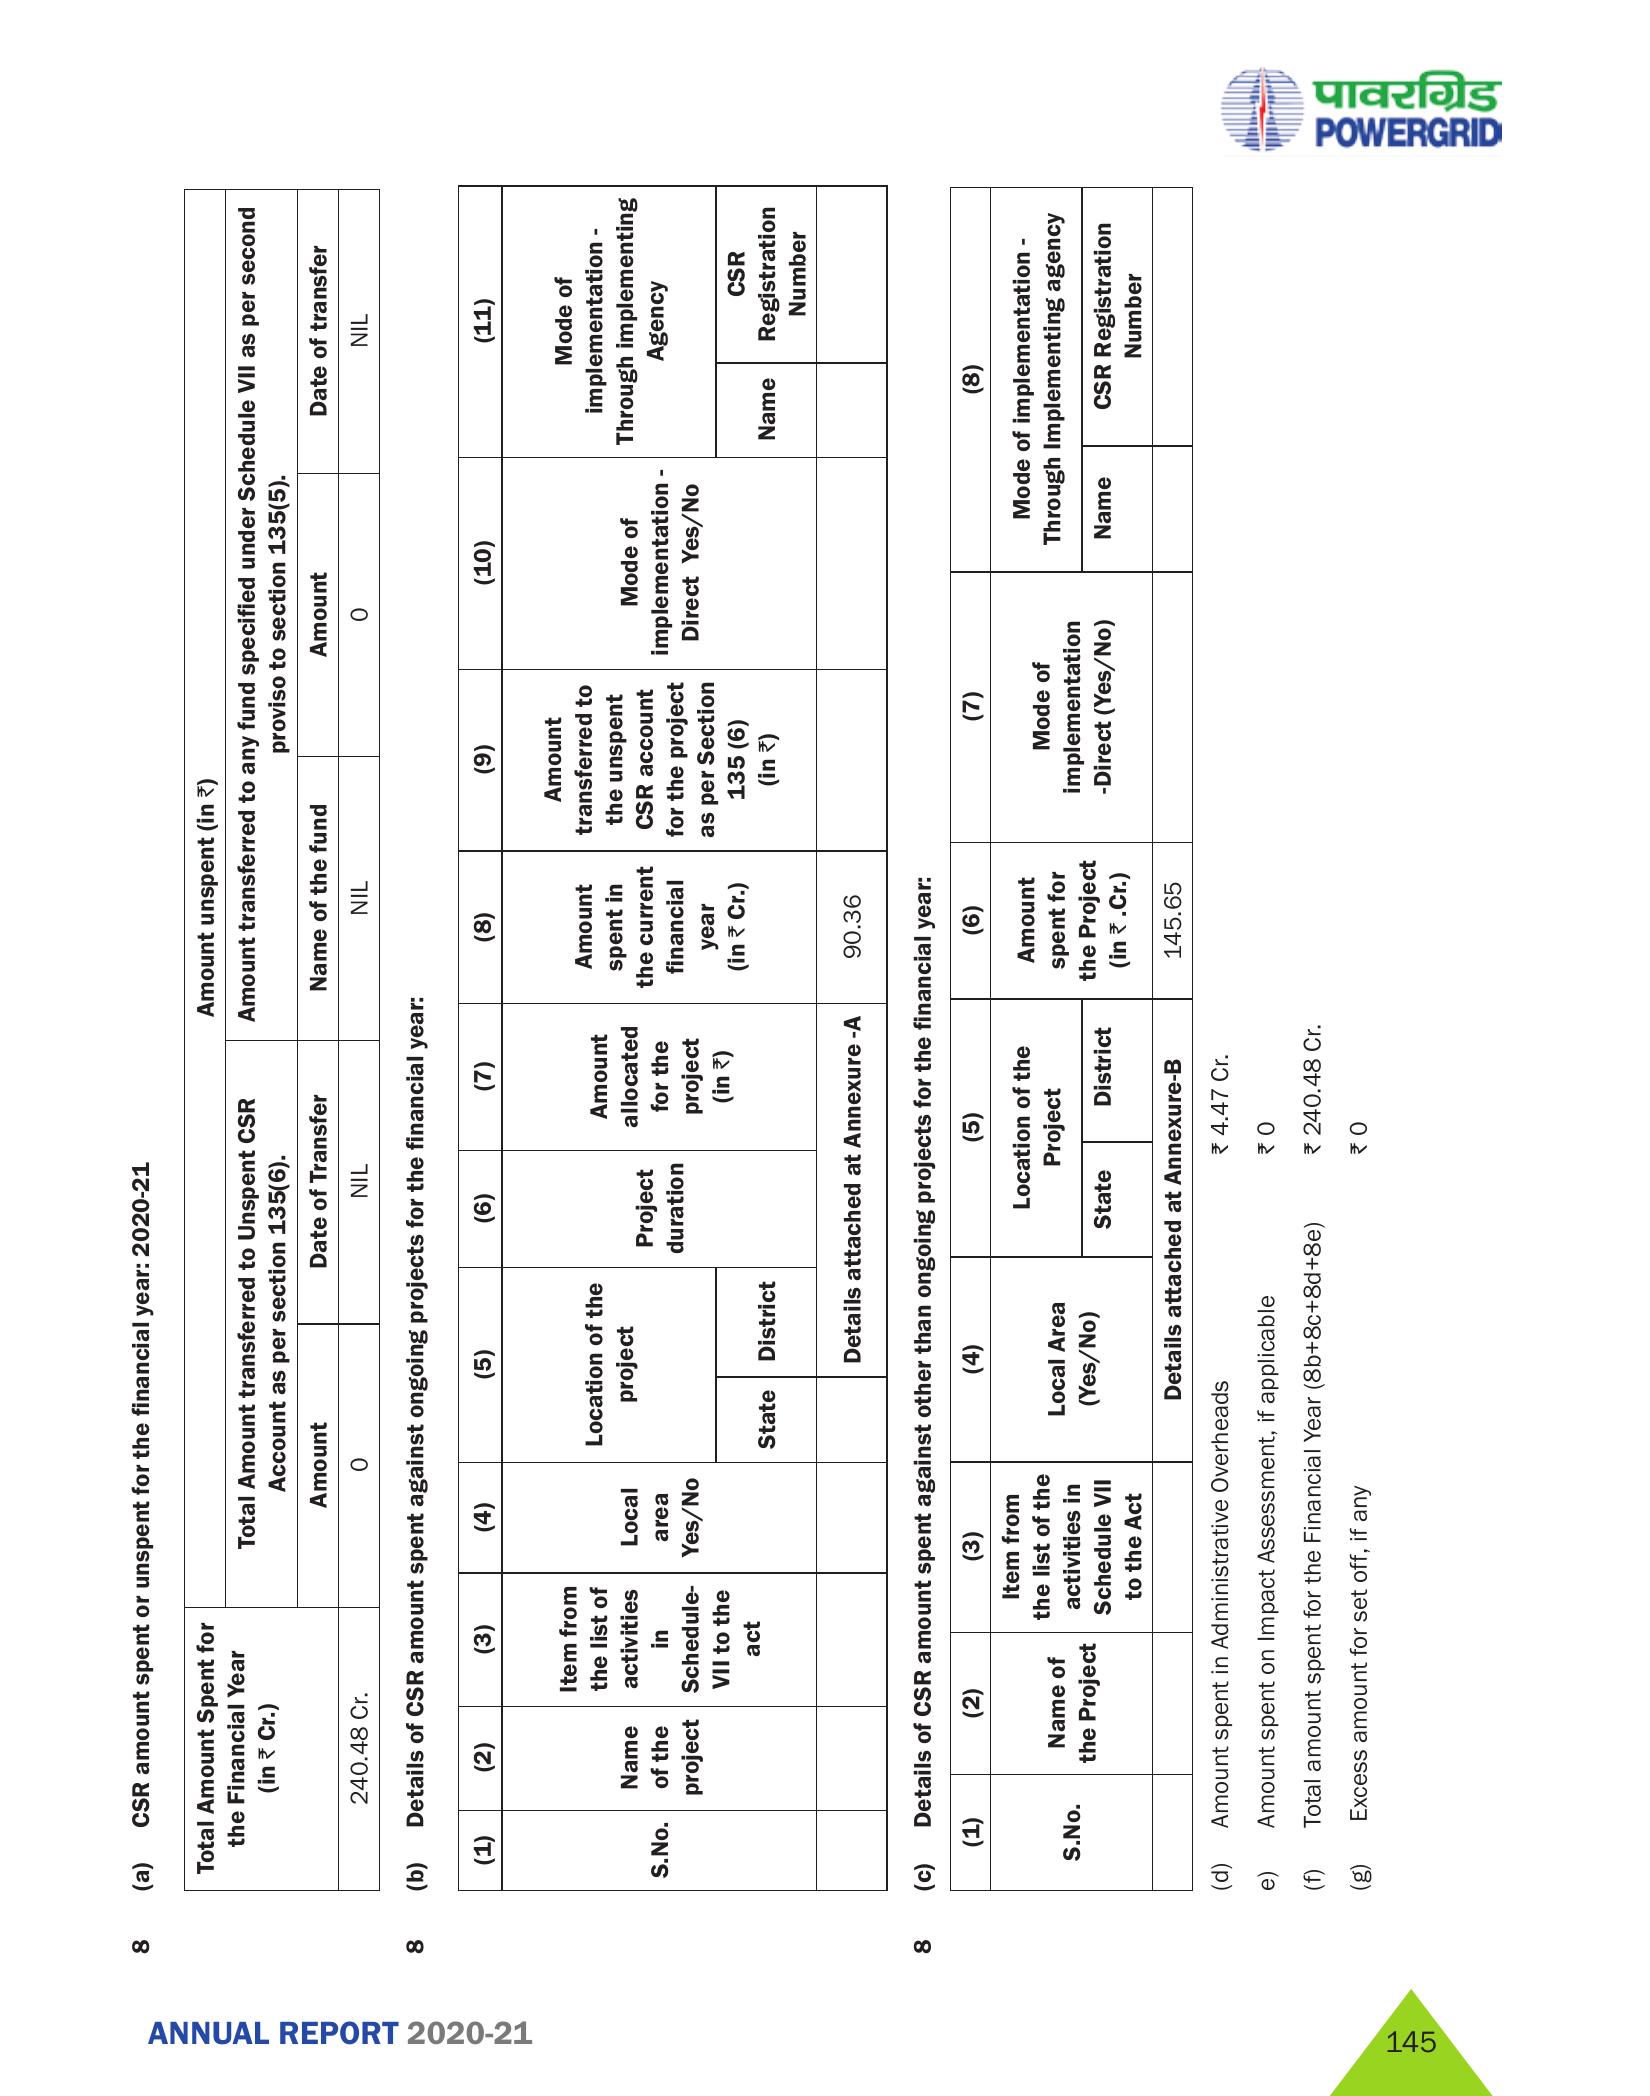 पावरग्रिड
POWERGRID
8 (a) CSR amount spent or unspent for the financial year: 2020-21
Total Amount Spent for
the Financial Year
(in ₹ Cr.)
Amount unspent (in ₹)
Total Amount transferred to Unspent CSR
Account as per section 135(6).
Amount transferred to any fund specified under Schedule VII as per second
proviso to section 135(5).
Amount Date of Transfer Name of the fund Amount Date of transfer
240.48 Cr. 0 NIL NIL 0 NIL
8 (b) Details of CSR amount spent against ongoing projects for the financial year:
(1) (2) (3) (4) (5) (6) (7) (8) (9) (10) (11)
S.No.
Name
of the
project
Item from
the list of
activities
in
Schedule-
VII to the
act
Local
area
Yes/No
Location of the
project
Project
duration
Amount
allocated
for the
project
(in ₹)
Amount
spent in
the current
financial
year
(in ₹ Cr.)
Amount
transferred to
the unspent
CSR account
for the project
as per Section
135 (6)
(in ₹)
Mode of
implementation -
Direct Yes/No
Mode of
implementation -
Through implementing
Agency
State District Name
CSR
Registration
Number
Details attached at Annexure -A 90.36
8 (c) Details of CSR amount spent against other than ongoing projects for the financial year:
(1) (2) (3) (4) (5) (6) (7) (8)
S.No.
Name of
the Project
Item from
the list of the
activities in
Schedule VII
to the Act
Local Area
(Yes/No)
Location of the
Project
Amount
spent for
the Project
(in ₹ .Cr.)
Mode of
implementation
-Direct (Yes/No)
Mode of implementation -
Through Implementing agency
State District Name
CSR Registration
Number
Details attached at Annexure-B 145.65
(d) Amount spent in Administrative Overheads ₹ 4.47 Cr.
e) Amount spent on Impact Assessment, if applicable ₹ 0
(f) Total amount spent for the Financial Year (8b+8c+8d+8e) ₹ 240.48 Cr.
(g) Excess amount for set off, if any ₹ 0
ANNUAL REPORT 2020-21
145